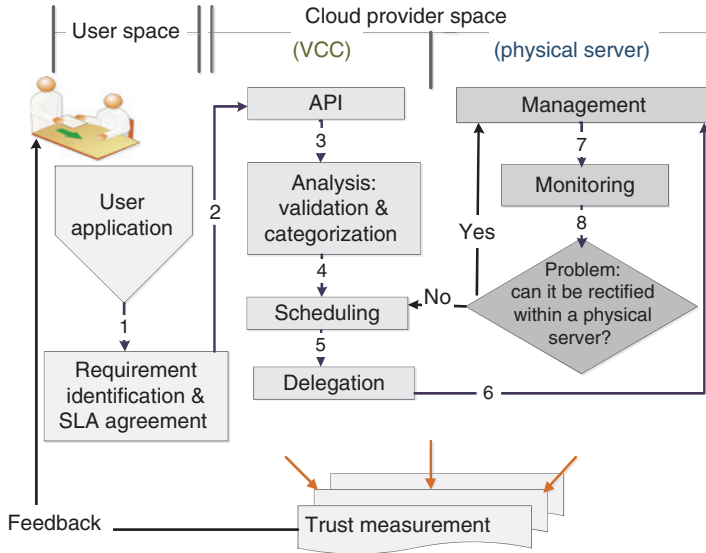 User space
Cloud provider space
(VCC)
(physical server)
API
Management
3
7
Analysis:
validation &
categorization
Monitoring
User
application
2
8
Yes
4
Problem:
can it be rectified
within a physical
server?
No
Scheduling
1
5
Requirement
identification &
SLA agreement
Delegation
6
Feedback
Trust measurement